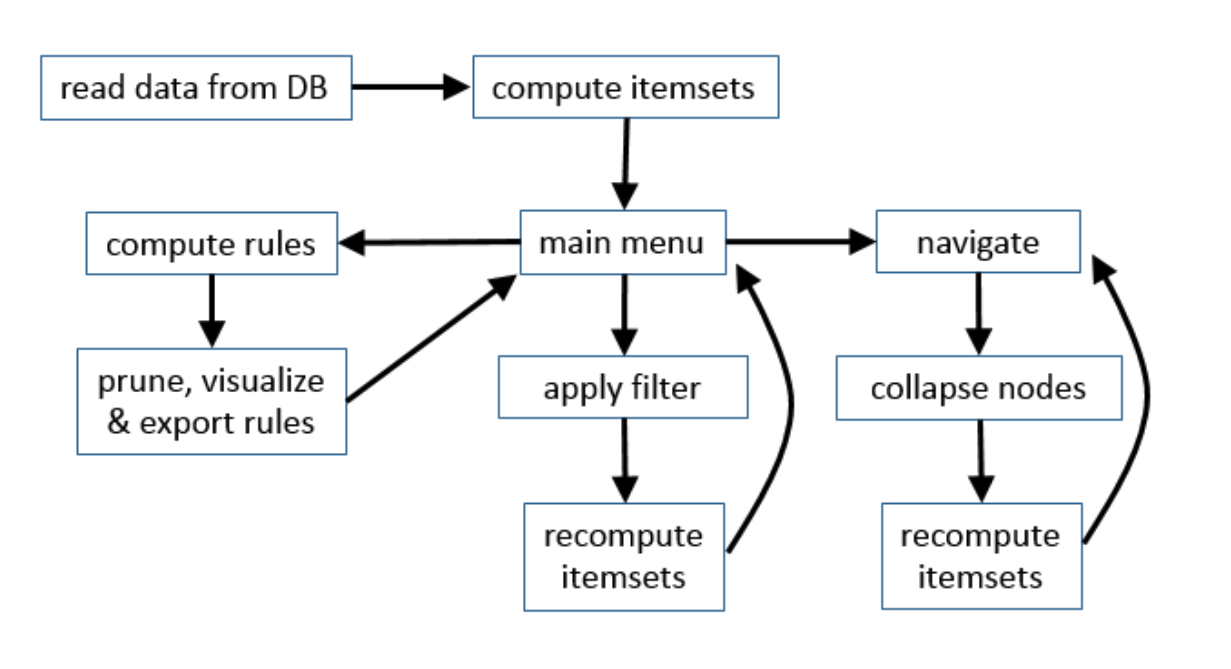 read data from DB
compute itemsets
compute rules
main menu
navigate
prune, visualize
& export rules
apply filter
collapse nodes
recompute
itemsets
recompute
itemsets